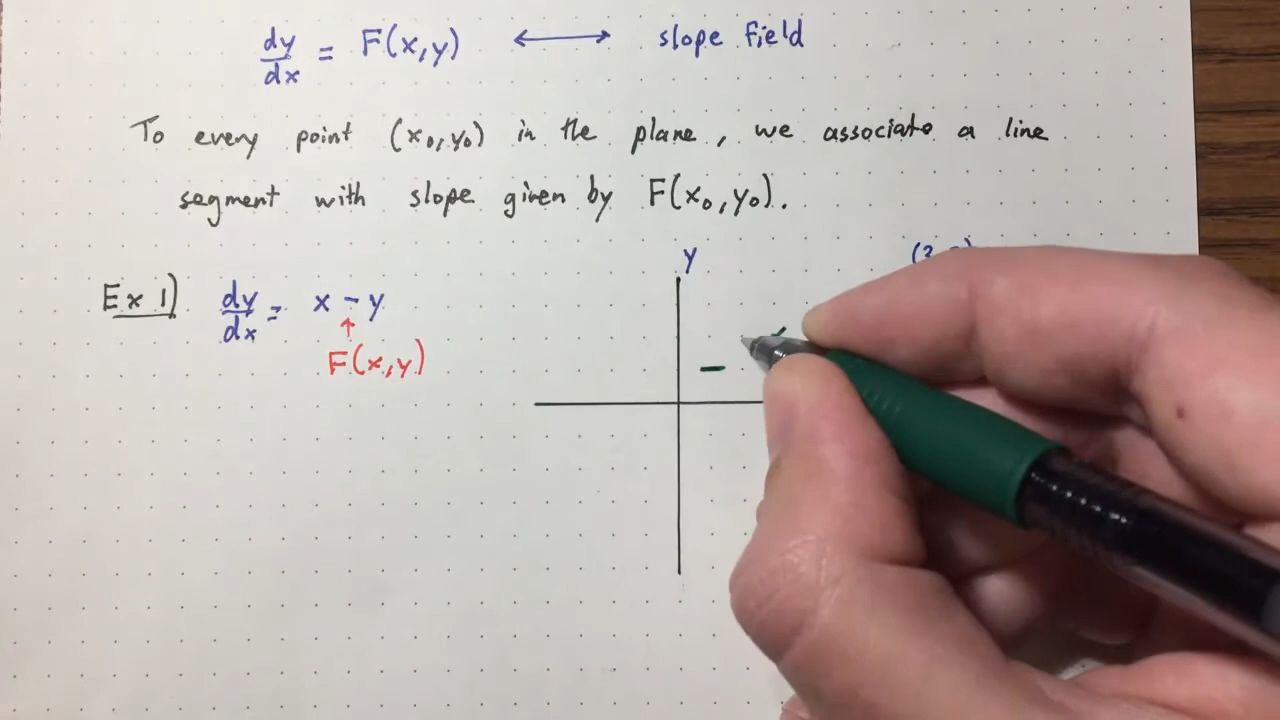 dy/dx = F(x,y) ⟷ slope field
To every point (x₀,y₀) in the plane, we associate a line
segment with slope given by F(x₀,y₀).
y
Ex 1) dy/dx = x - y
↑
F(x,y)